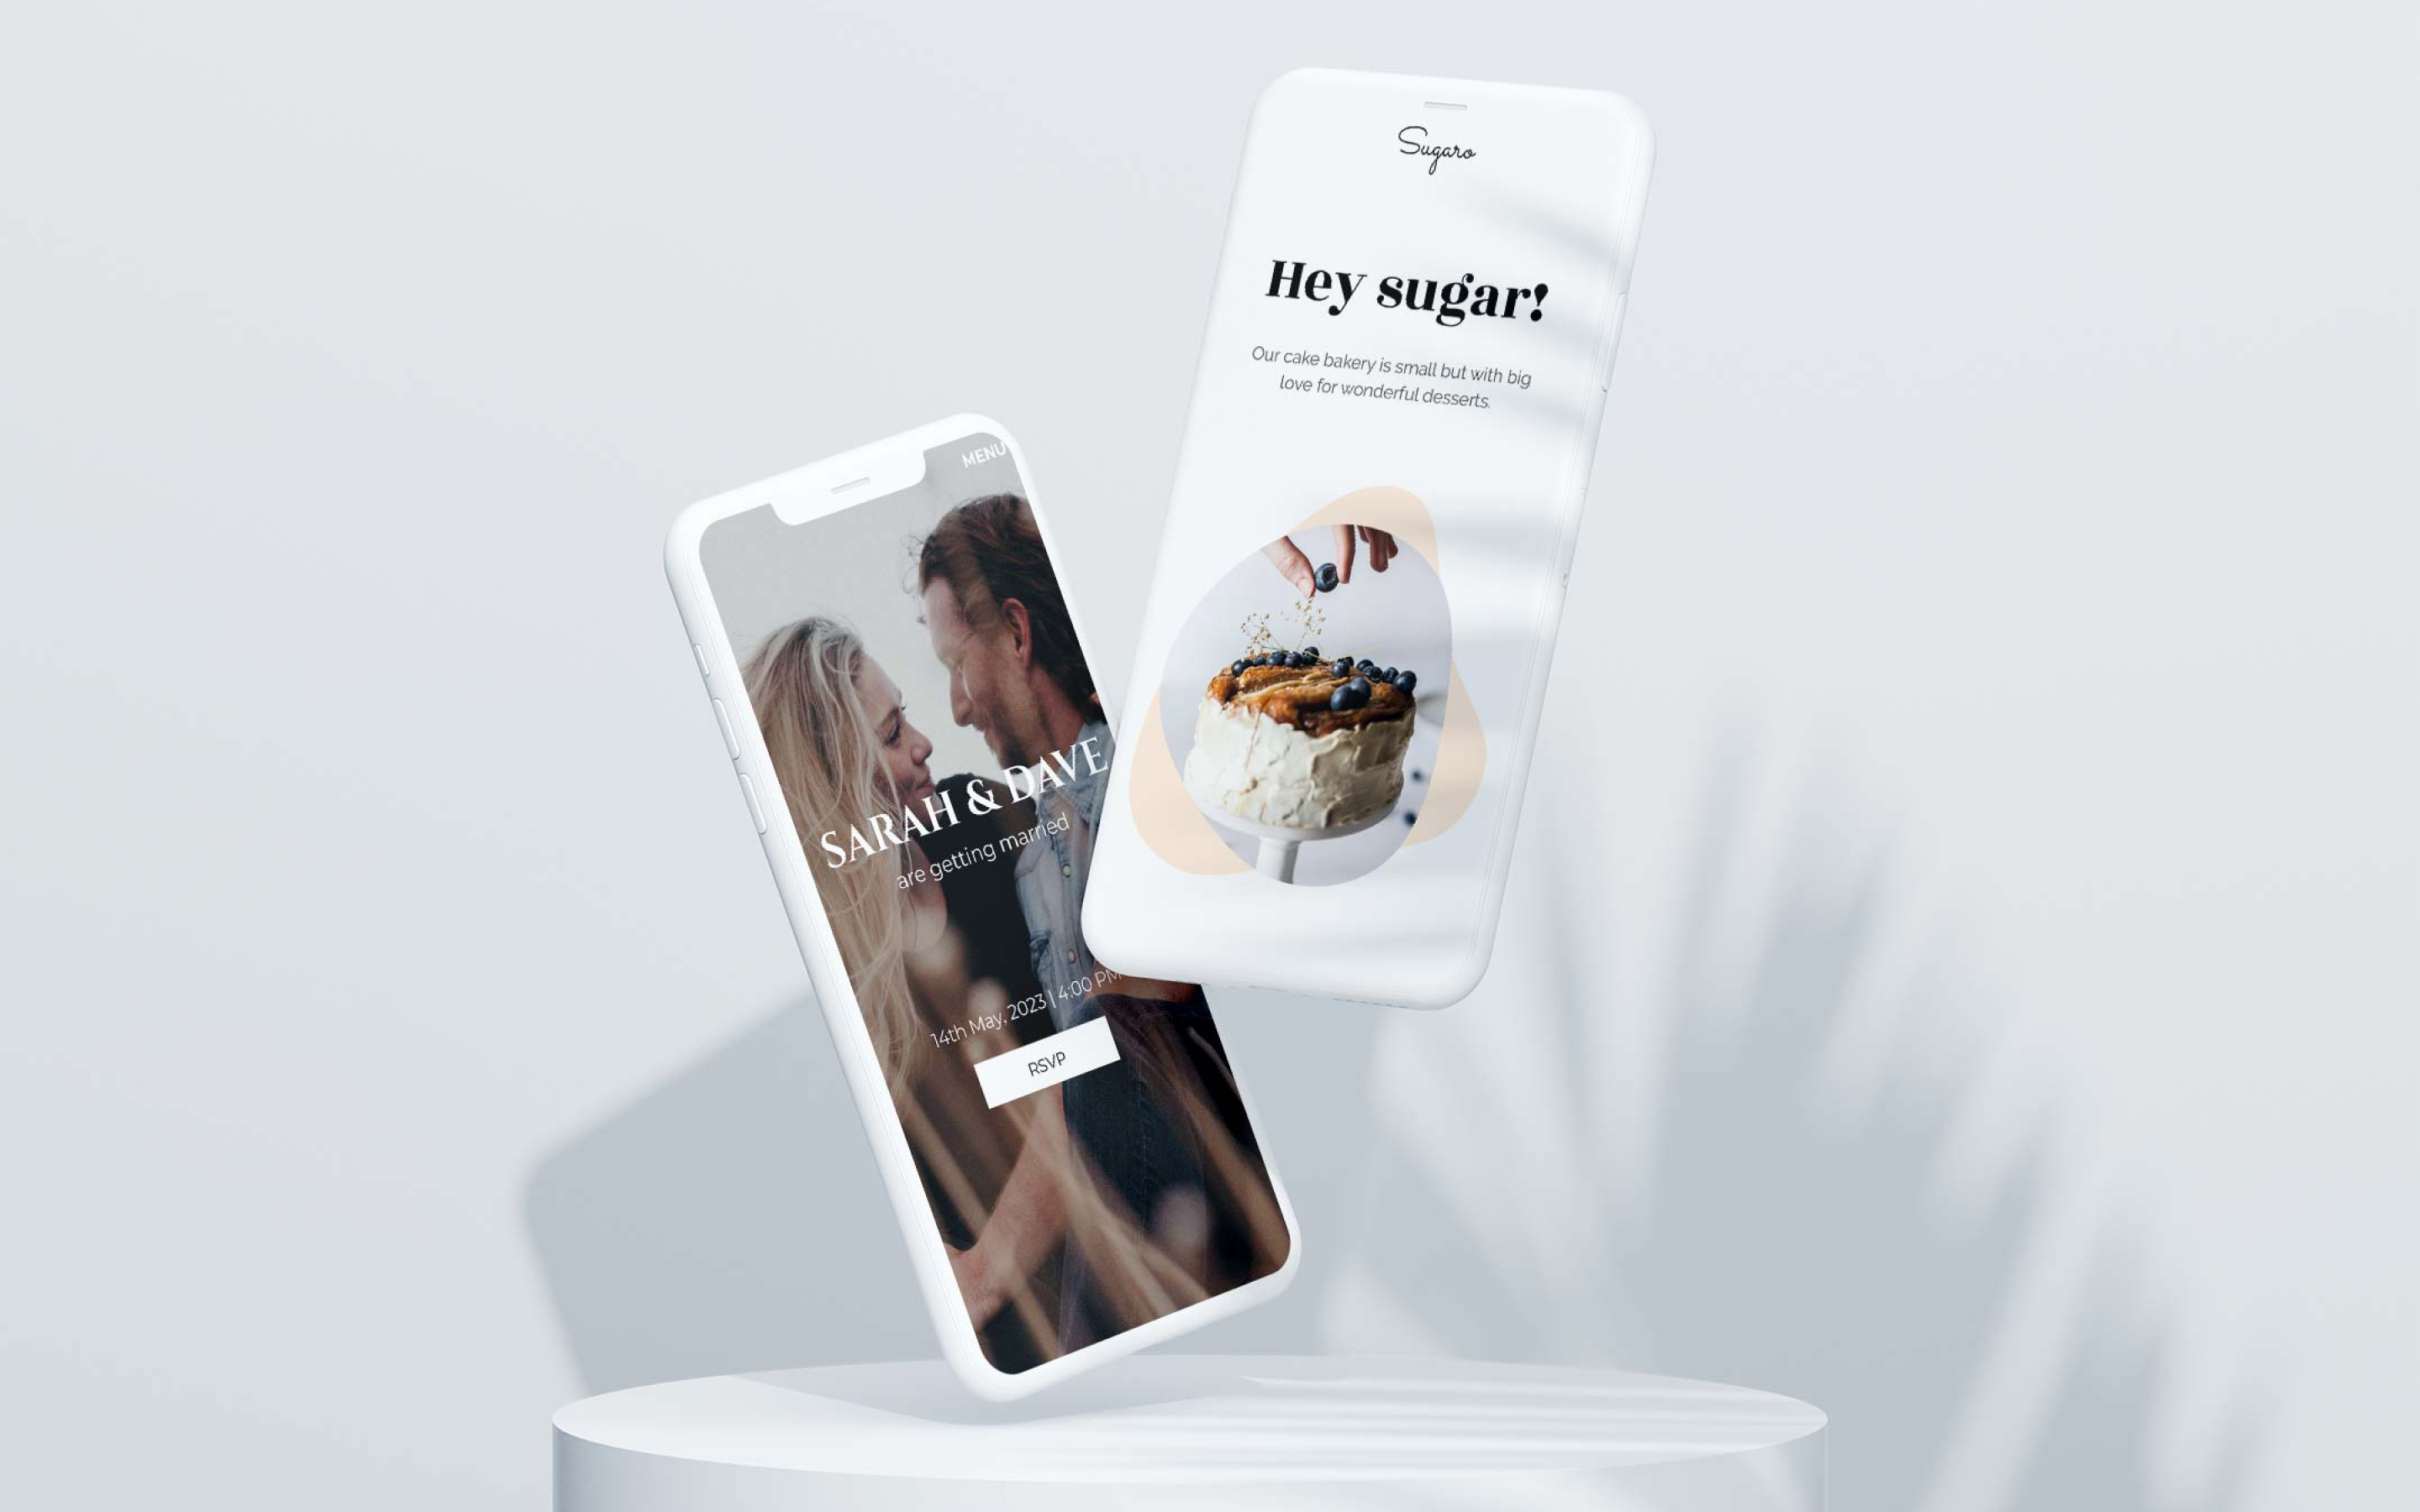 Sugaro
Hey sugar!
Our cake bakery is small but with big
love for wonderful desserts.
MENU
SARAH & DAVE
are getting married
14th May, 2023 | 4:00 PM
RSVP